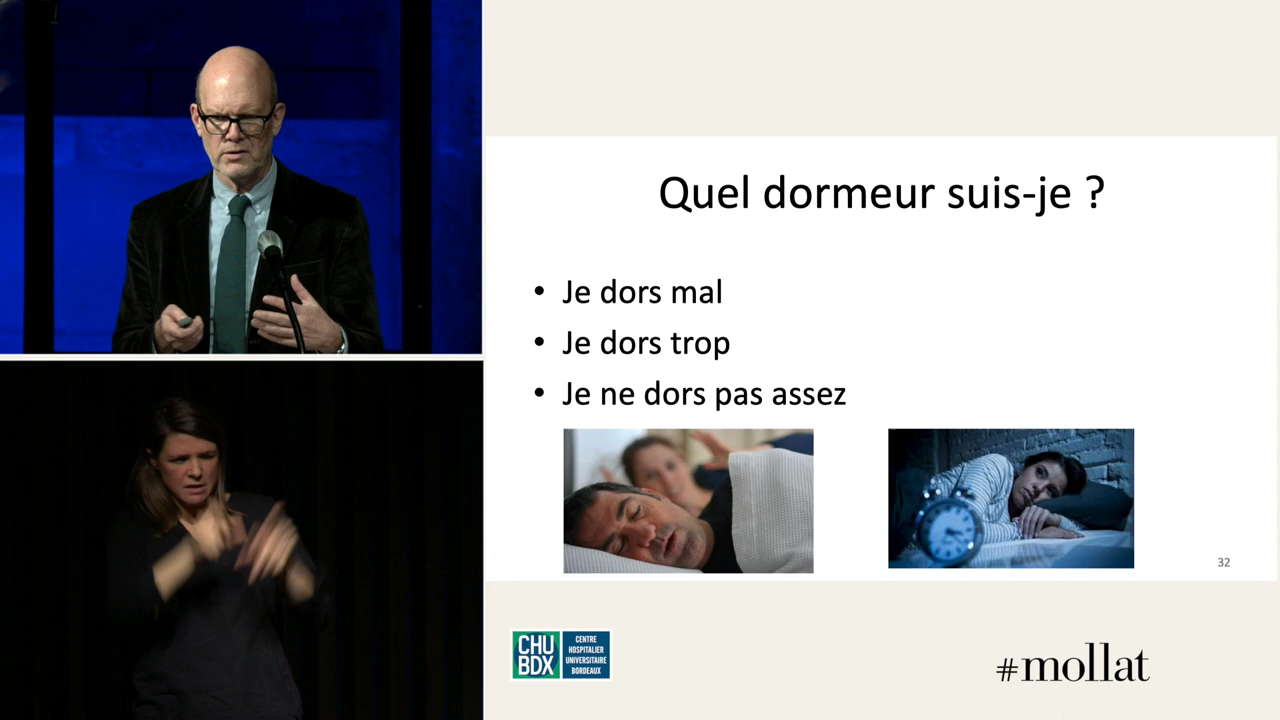 Quel dormeur suis-je ?
• Je dors mal
• Je dors trop
• Je ne dors pas assez
32
CHU
BDX
CENTRE
HOSPITALIER
UNIVERSITAIRE
BORDEAUX
#mollat